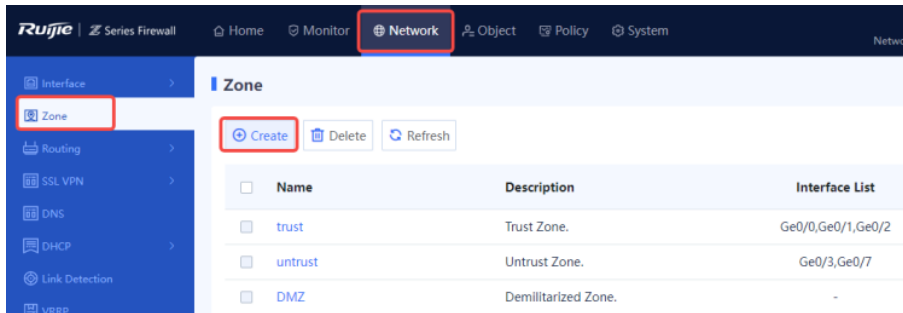 Ruijie | Z Series Firewall
Home Monitor Network Object Policy System
Netwo
Interface
Zone
Routing
SSL VPN
DNS
DHCP
Link Detection
VRRP
Zone
Create Delete Refresh
Name Description Interface List
trust Trust Zone. Ge0/0,Ge0/1,Ge0/2
untrust Untrust Zone. Ge0/3,Ge0/7
DMZ Demilitarized Zone. -